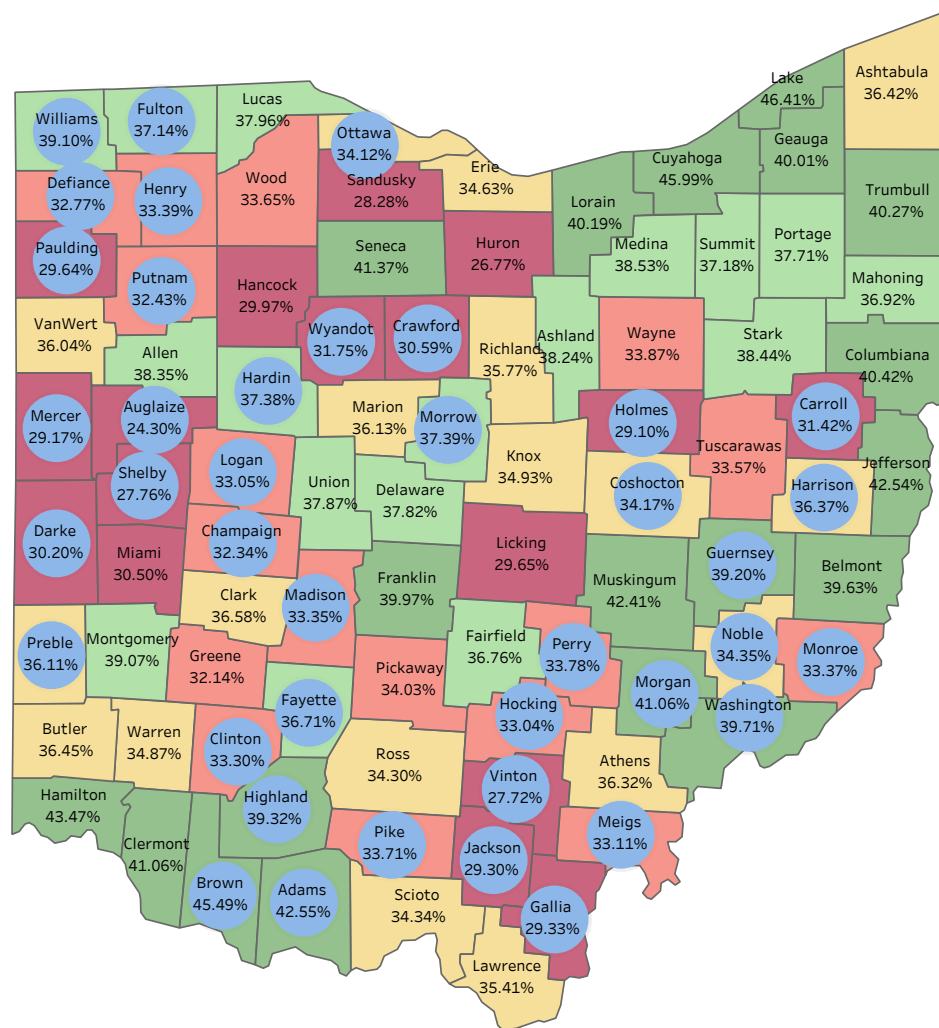 Lake
46.41%
Ashtabula
36.42%
Geauga
40.01%
Cuyahoga
45.99%
Trumbull
40.27%
Williams
39.10%
Fulton
37.14%
Lucas
37.96%
Ottawa
34.12%
Defiance
32.77%
Henry
33.39%
Wood
33.65%
Sandusky
28.28%
Erie
34.63%
Lorain
40.19%
Medina
38.53%
Summit
37.18%
Portage
37.71%
Mahoning
36.92%
Paulding
29.64%
Putnam
32.43%
Hancock
29.97%
Seneca
41.37%
Huron
26.77%
VanWert
36.04%
Allen
38.35%
Wyandot
31.75%
Crawford
30.59%
Richland
35.77%
Ashland
38.24%
Wayne
33.87%
Stark
38.44%
Columbiana
40.42%
Hardin
37.38%
Mercer
29.17%
Auglaize
24.30%
Marion
36.13%
Morrow
37.39%
Holmes
29.10%
Carroll
31.42%
Tuscarawas
33.57%
Shelby
27.76%
Logan
33.05%
Union
37.87%
Delaware
37.82%
Knox
34.93%
Coshocton
34.17%
Harrison
36.37%
Jefferson
42.54%
Darke
30.20%
Miami
30.50%
Champaign
32.34%
Licking
29.65%
Guernsey
39.20%
Belmont
39.63%
Clark
36.58%
Madison
33.35%
Franklin
39.97%
Muskingum
42.41%
Preble
36.11%
Montgomery
39.07%
Greene
32.14%
Pickaway
34.03%
Fairfield
36.76%
Perry
33.78%
Noble
34.35%
Monroe
33.37%
Morgan
41.06%
Washington
39.71%
Fayette
36.71%
Hocking
33.04%
Butler
36.45%
Warren
34.87%
Clinton
33.30%
Ross
34.30%
Athens
36.32%
Vinton
27.72%
Hamilton
43.47%
Highland
39.32%
Clermont
41.06%
Pike
33.71%
Jackson
29.30%
Meigs
33.11%
Brown
45.49%
Adams
42.55%
Scioto
34.34%
Gallia
29.33%
Lawrence
35.41%